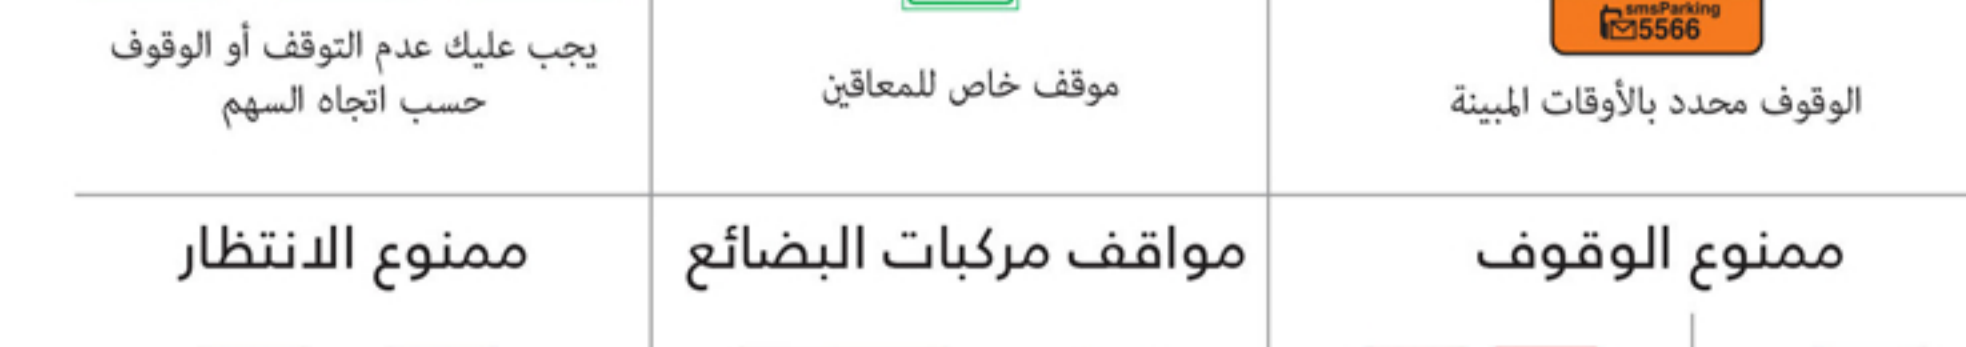 smsParking
5566
الوقوف محدد بالأوقات المبينة
موقف خاص للمعاقين
يجب عليك عدم التوقف أو الوقوف
حسب اتجاه السهم
ممنوع الوقوف
مواقف مركبات البضائع
ممنوع الانتظار